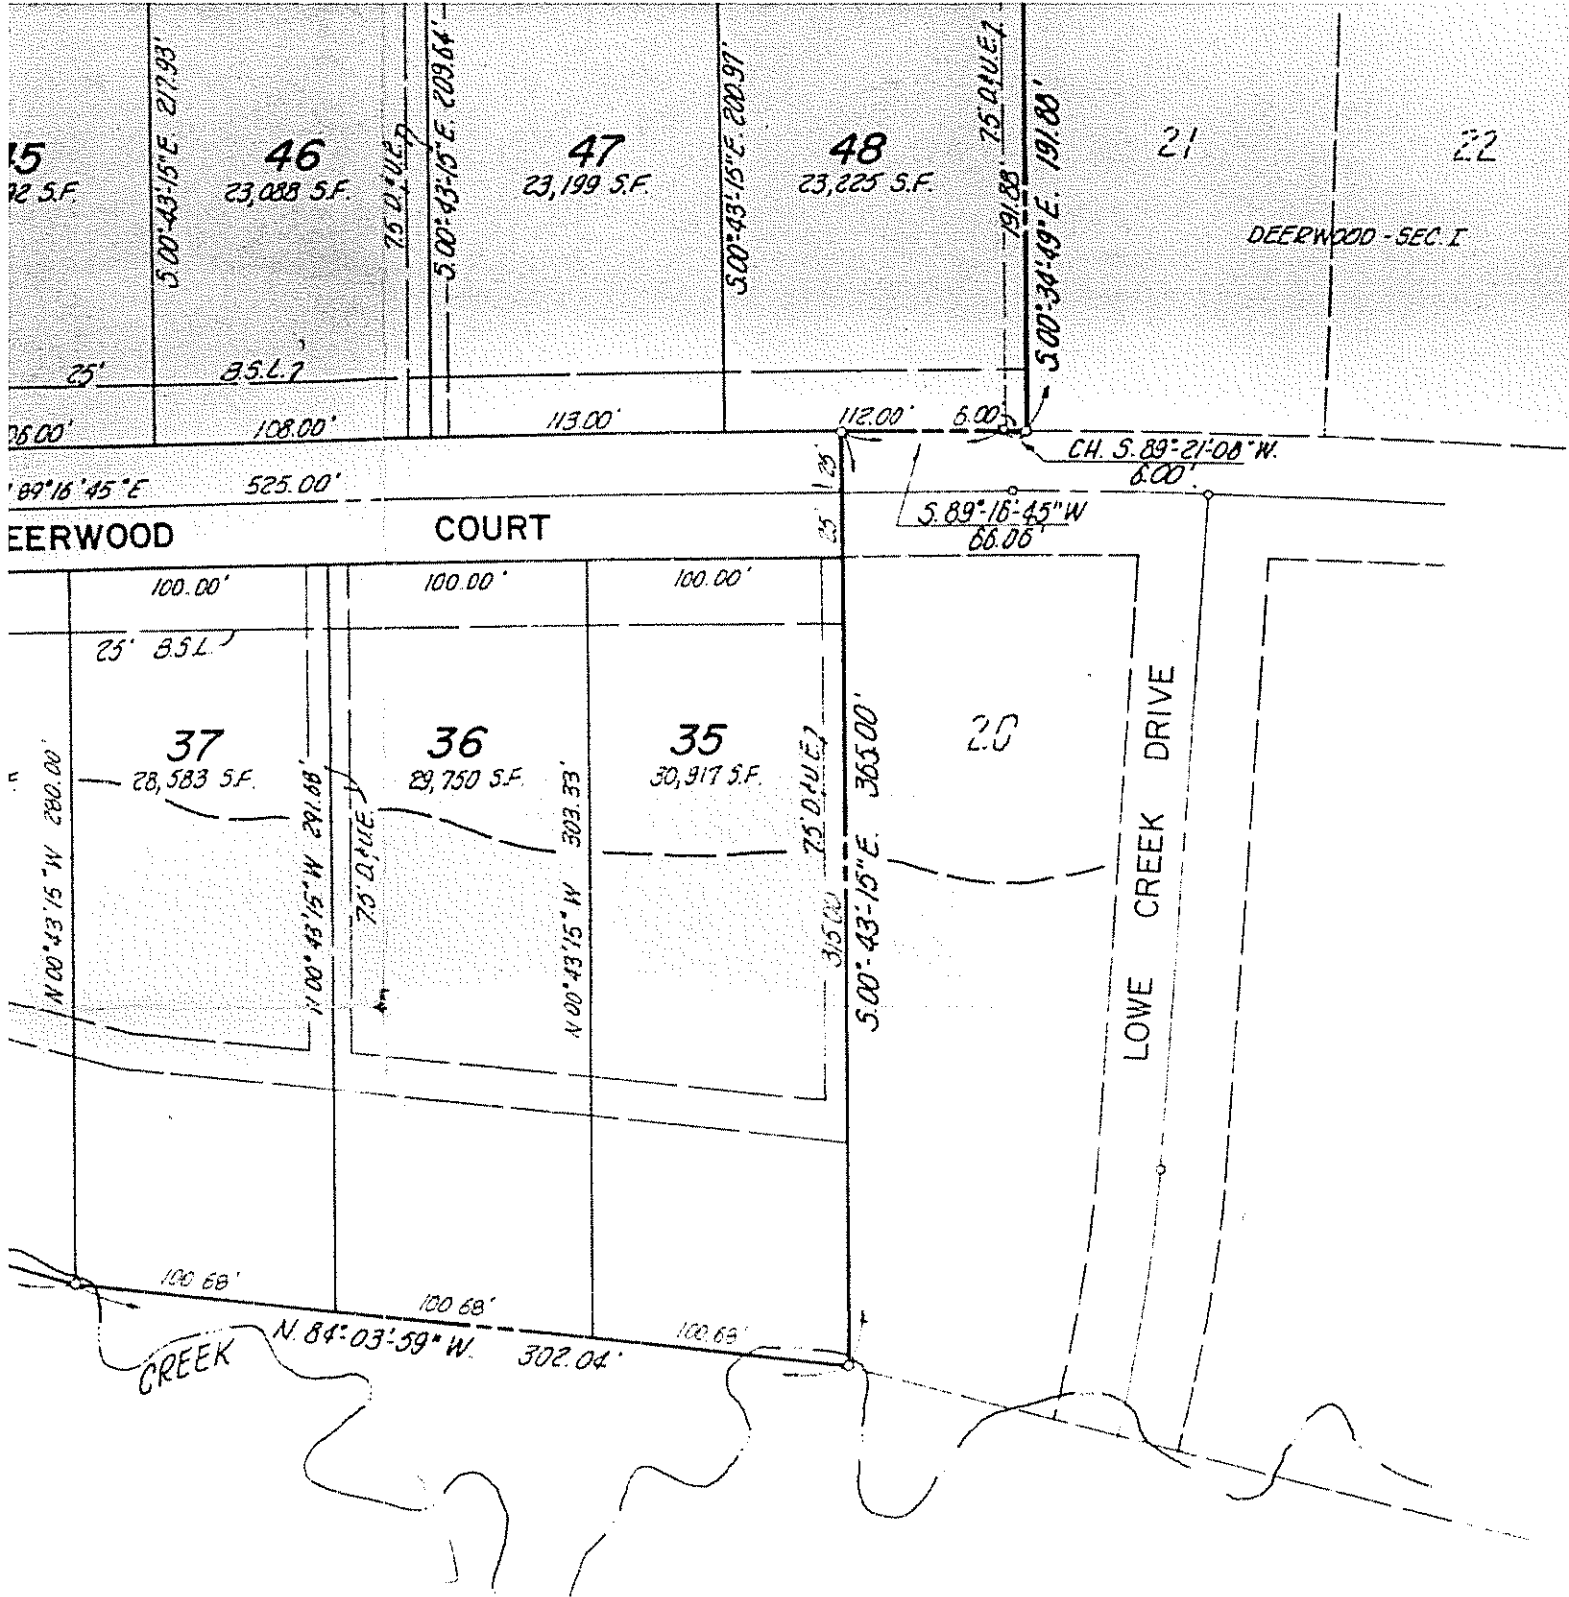 S.00°-43'-15"E. 217.93'
46
23,088 S.F.
7.5' D.&U.E.
S.00°-43'-15"E. 209.64'
47
23,199 S.F.
S.00°-43'-15"E. 200.97'
48
23,225 S.F.
7.5' D.&U.E.
191.88'
S.00°-34'-49"E. 191.88'
21
22
DEERWOOD - SEC. I
S.F.
25'
B.S.L.
108.00'
113.00'
112.00'
6.00'
CH. S. 89°-21'-08" W.
6.00'
89°16'45"E
525.00'
25'
25'
S. 89°-16'-45" W
66.06'
EERWOOD COURT
100.00'
100.00'
100.00'
25' B.S.L.
37
28,583 S.F.
36
29,750 S.F.
35
30,917 S.F.
20
N 00°43'15" W 280.00'
N 00°43'15" W 291.68'
7.5' D.&U.E.
N 00°43'15" W 303.33'
7.5' D.&U.E.
315.00'
S.00°-43'-15"E. 365.00'
LOWE CREEK DRIVE
100.68'
100.68'
100.68'
N. 84°-03'-59" W. 302.04'
CREEK